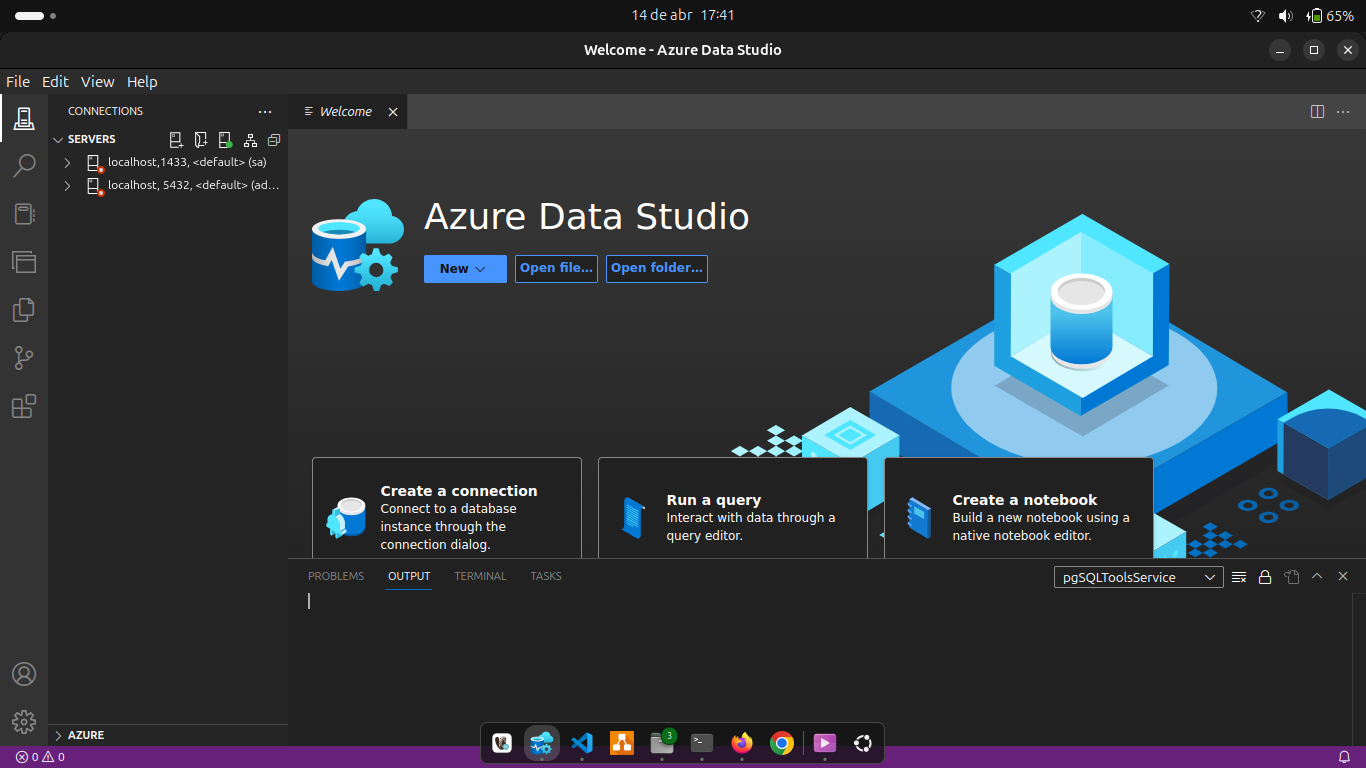 14 de abr 17:41
65%
Welcome - Azure Data Studio
File Edit View Help
CONNECTIONS
Welcome
SERVERS
localhost,1433, <default> (sa)
localhost, 5432, <default> (ad...
Azure Data Studio
New
Open file...
Open folder...
Create a connection
Connect to a database
instance through the
connection dialog.
Run a query
Interact with data through a
query editor.
Create a notebook
Build a new notebook using a
native notebook editor.
PROBLEMS OUTPUT TERMINAL TASKS
pgSQLToolsService
AZURE
3
0 0